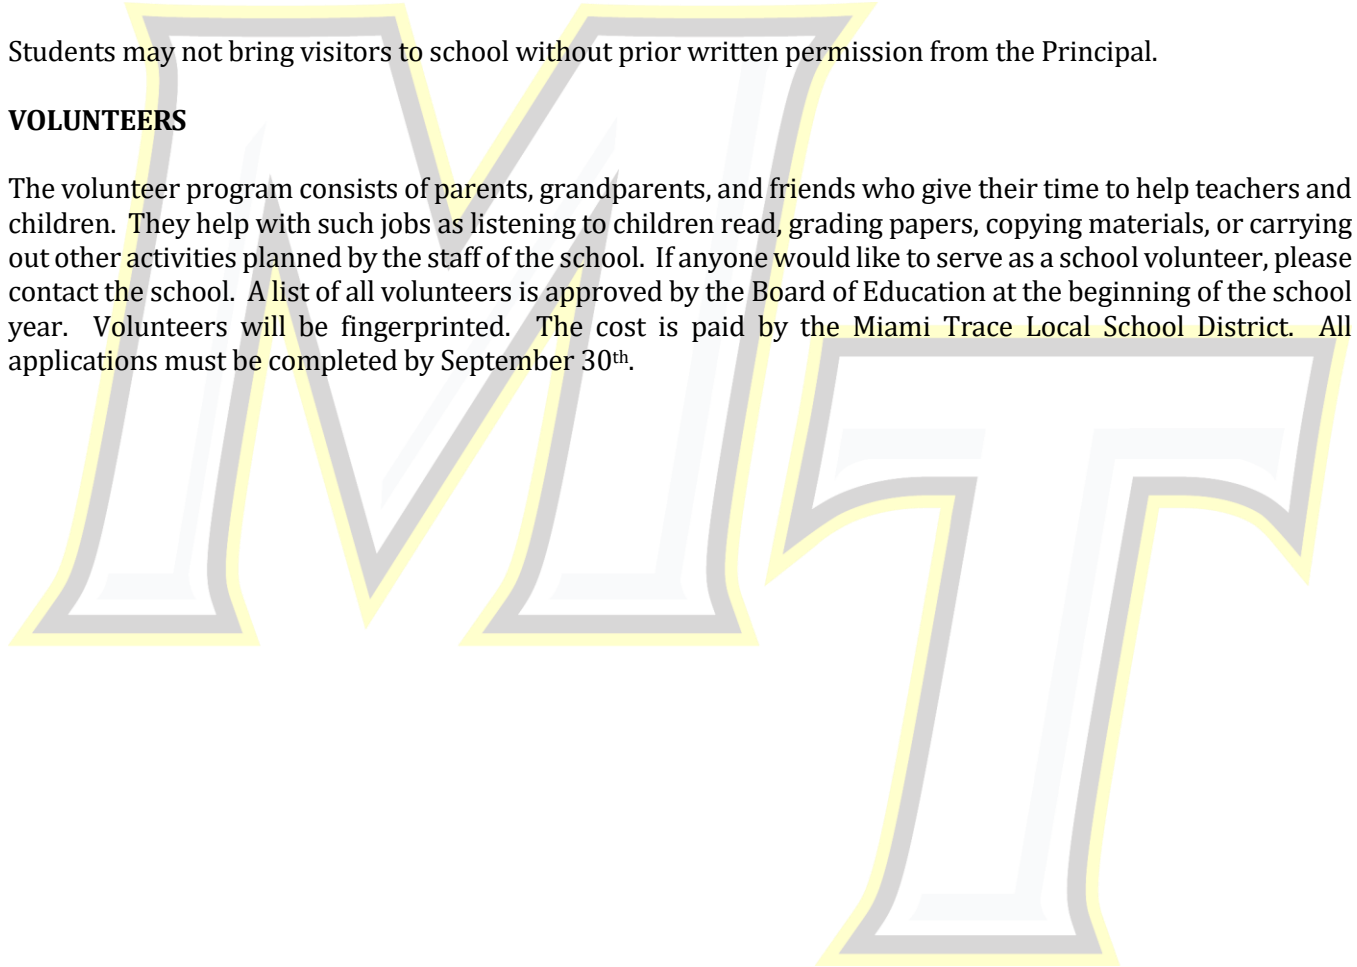 Students may not bring visitors to school without prior written permission from the Principal.
VOLUNTEERS
The volunteer program consists of parents, grandparents, and friends who give their time to help teachers and
children. They help with such jobs as listening to children read, grading papers, copying materials, or carrying
out other activities planned by the staff of the school. If anyone would like to serve as a school volunteer, please
contact the school. A list of all volunteers is approved by the Board of Education at the beginning of the school
year. Volunteers will be fingerprinted. The cost is paid by the Miami Trace Local School District. All
applications must be completed by September 30th.
MT